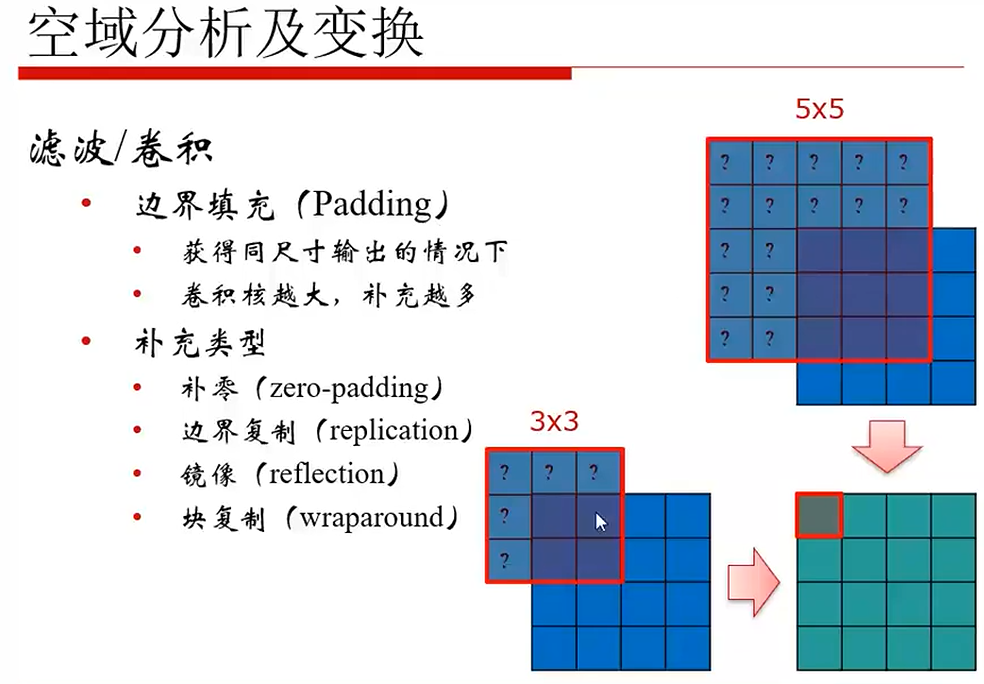 空域分析及变换
滤波/卷积
• 边界填充（Padding）
• 获得同尺寸输出的情况下
• 卷积核越大，补充越多
• 补充类型
• 补零（zero-padding）
• 边界复制（replication）
• 镜像（reflection）
• 块复制（wraparound）
5x5
? ? ? ? ?
? ? ? ? ?
? ?
? ?
? ?
3x3
? ? ?
?
?